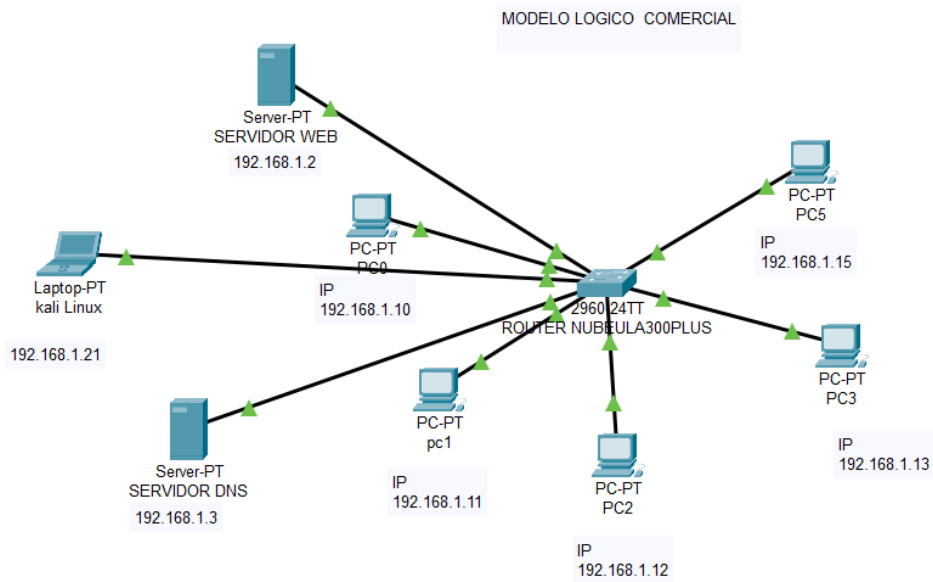 MODELO LOGICO  COMERCIAL
Server-PT
SERVIDOR WEB
192.168.1.2
PC-PT
PC5
IP
192.168.1.15
PC-PT
PC0
IP
192.168.1.10
Laptop-PT
kali Linux
192.168.1.21
2960-24TT
ROUTER NUBEULA300PLUS
PC-PT
PC3
IP
192.168.1.13
PC-PT
pc1
IP
192.168.1.11
Server-PT
SERVIDOR DNS
192.168.1.3
PC-PT
PC2
IP
192.168.1.12